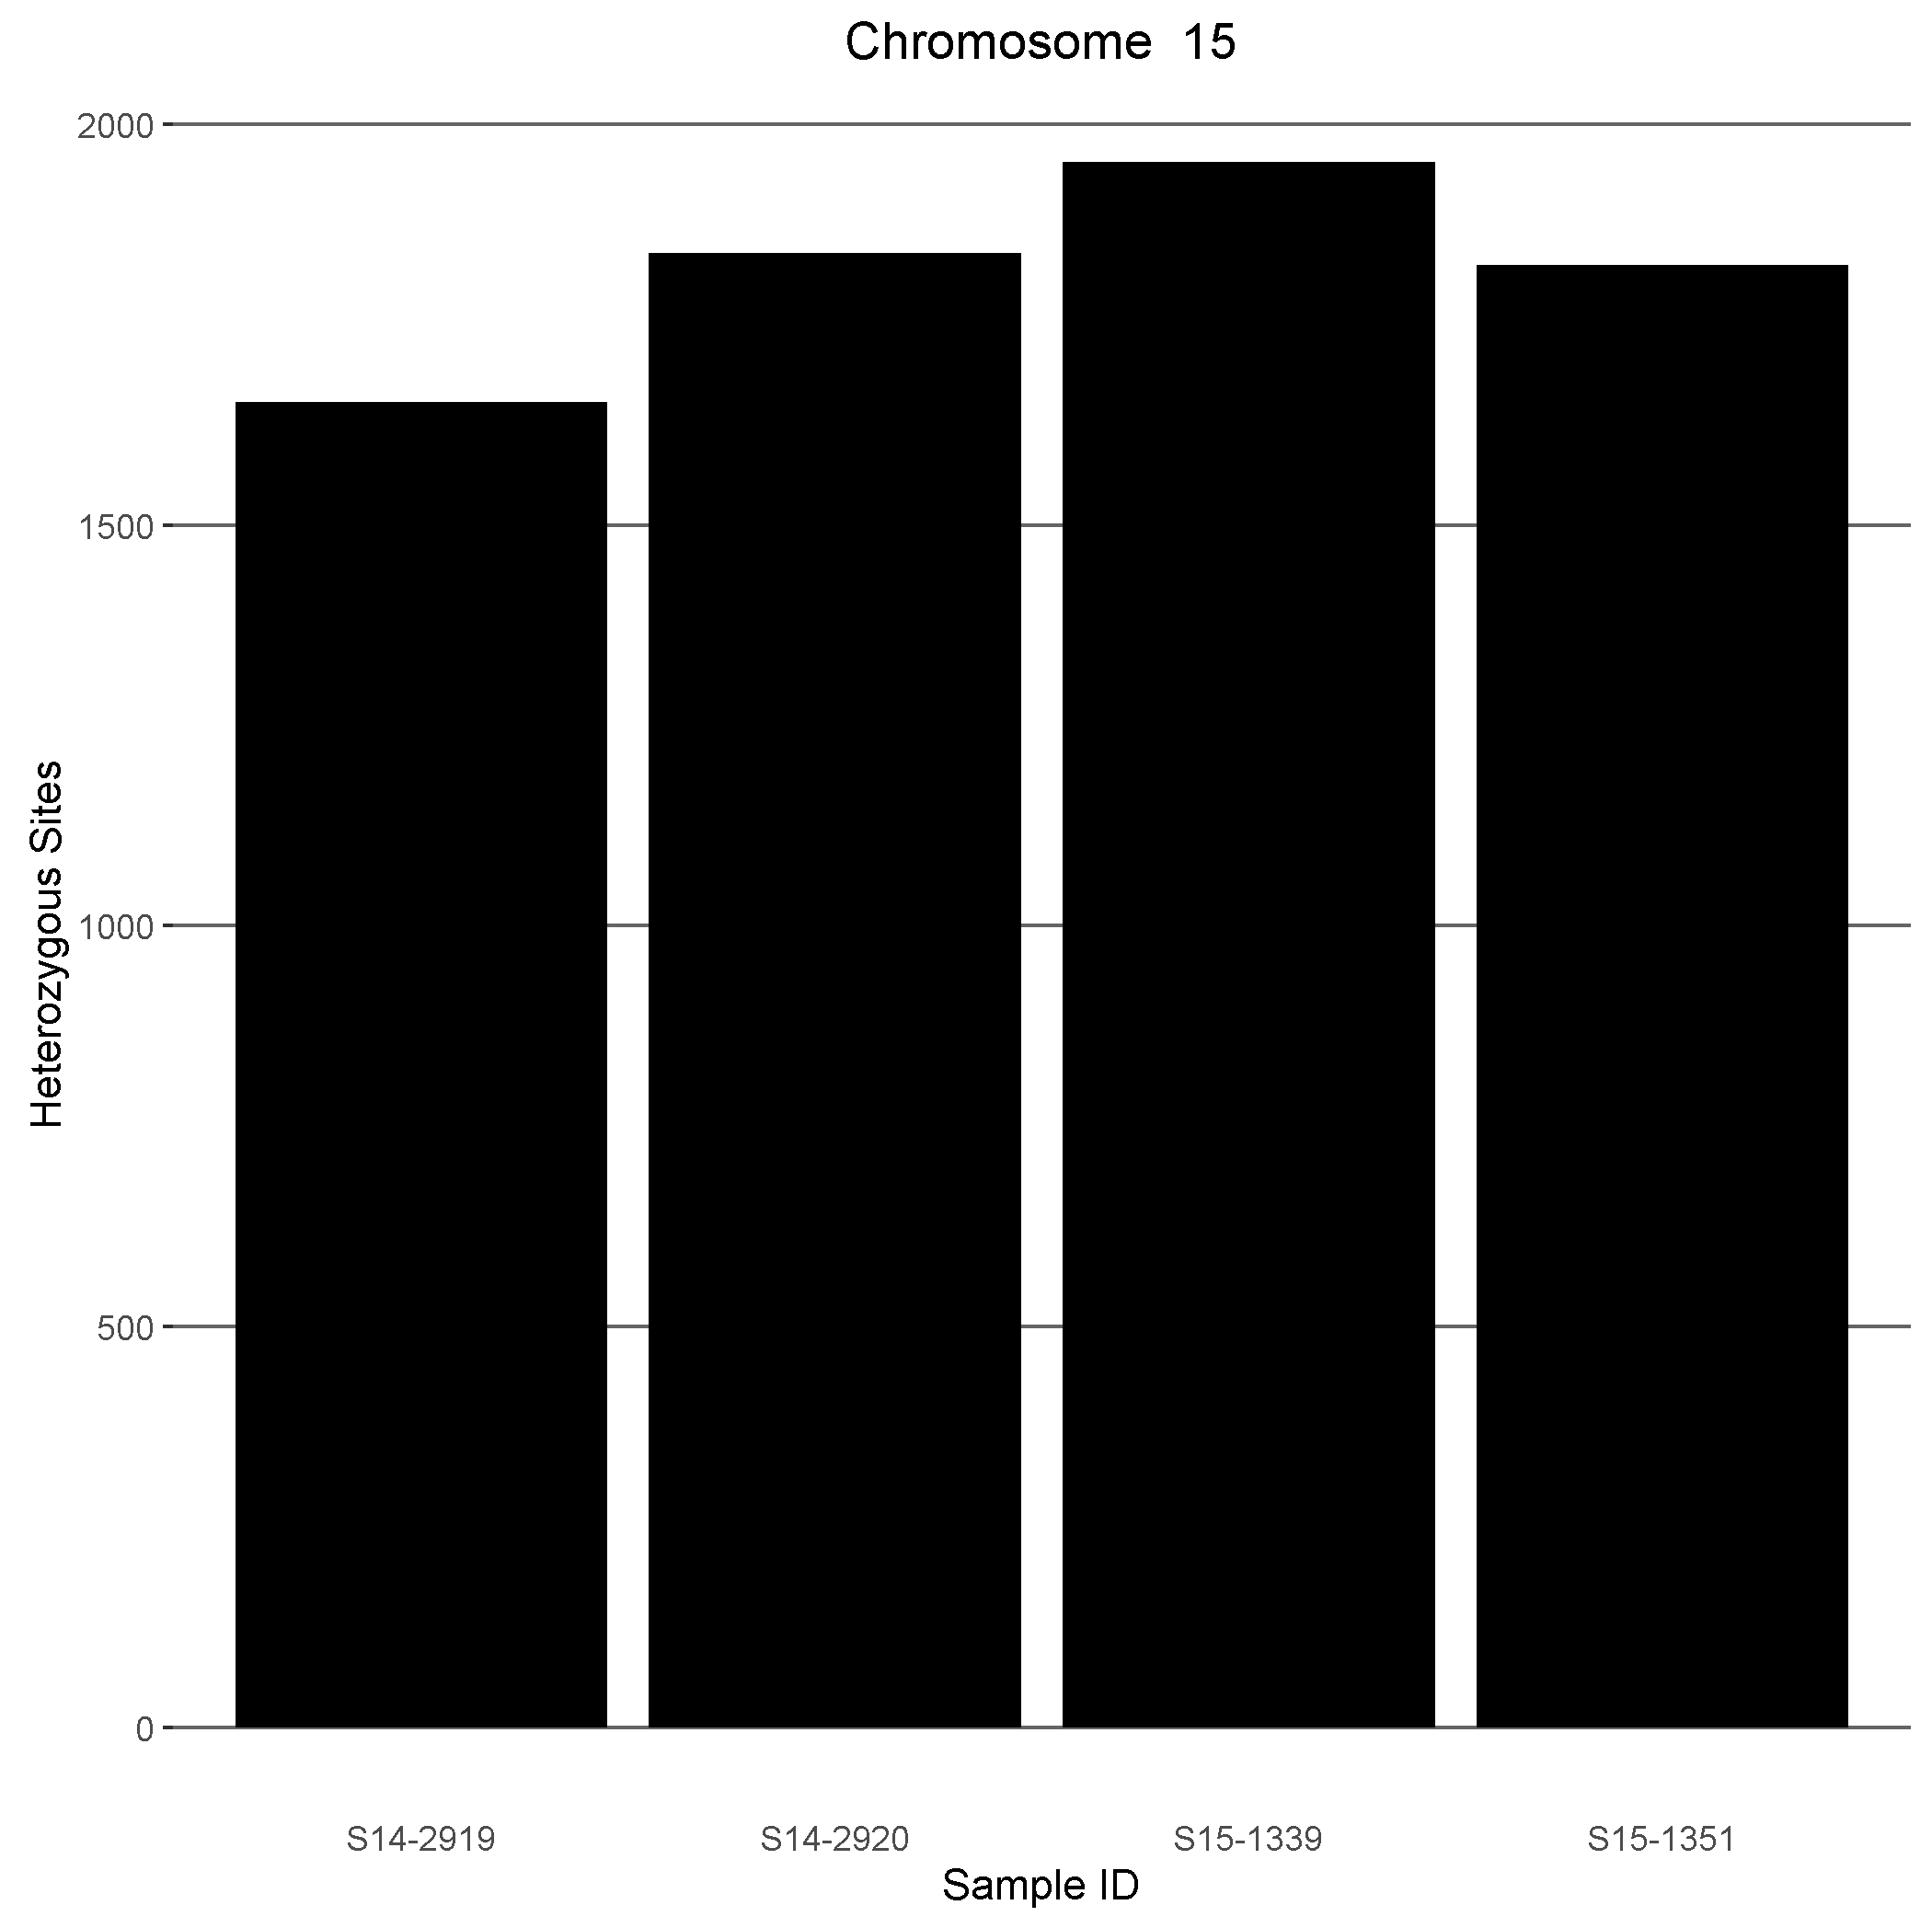 Chromosome  15
2000
1500
1000
500
0
Heterozygous Sites
S14-2919 S14-2920 S15-1339 S15-1351
Sample ID